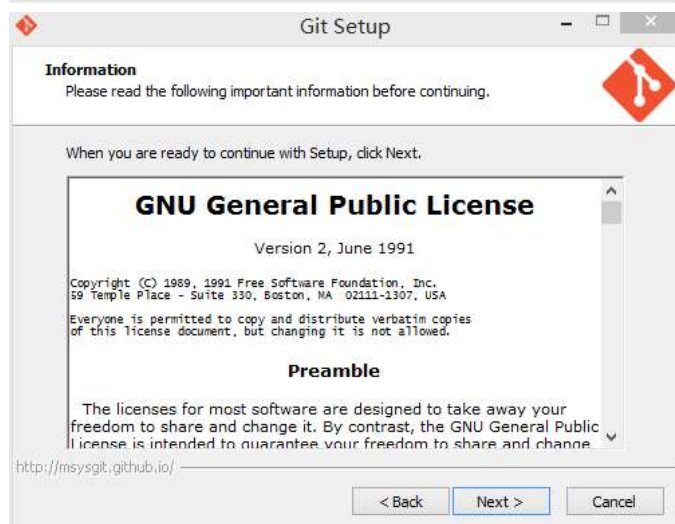 Git Setup
Information
Please read the following important information before continuing.
When you are ready to continue with Setup, click Next.
GNU General Public License
Version 2, June 1991
Copyright (C) 1989, 1991 Free Software Foundation, Inc.
59 Temple Place - Suite 330, Boston, MA  02111-1307, USA
Everyone is permitted to copy and distribute verbatim copies
of this license document, but changing it is not allowed.
Preamble
The licenses for most software are designed to take away your
freedom to share and change it. By contrast, the GNU General Public
License is intended to guarantee your freedom to share and change
http://msysgit.github.io/
< Back
Next >
Cancel